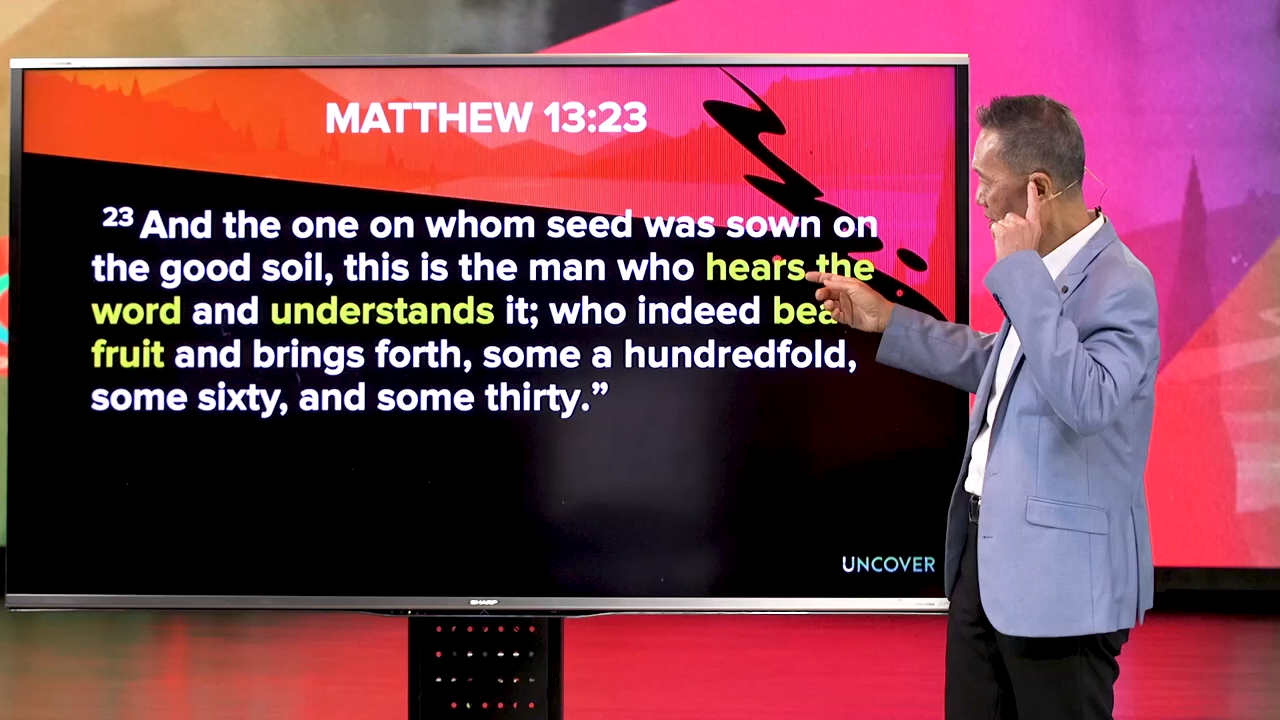 MATTHEW 13:23
23 And the one on whom seed was sown on
the good soil, this is the man who hears the
word and understands it; who indeed bea
fruit and brings forth, some a hundredfold,
some sixty, and some thirty.”
UNCOVER
SHARP